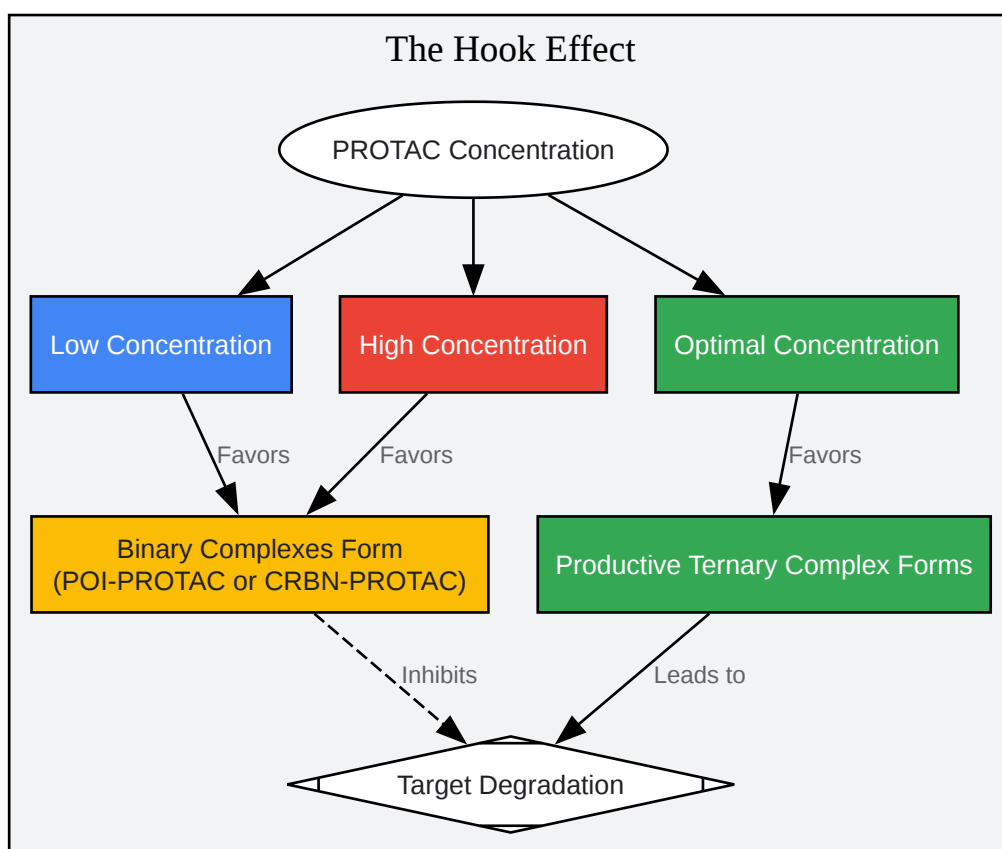 The Hook Effect
PROTAC Concentration
Low Concentration
High Concentration
Optimal Concentration
Favors
Favors
Favors
Binary Complexes Form
(POI-PROTAC or CRBN-PROTAC)
Productive Ternary Complex Forms
Inhibits
Leads to
Target Degradation